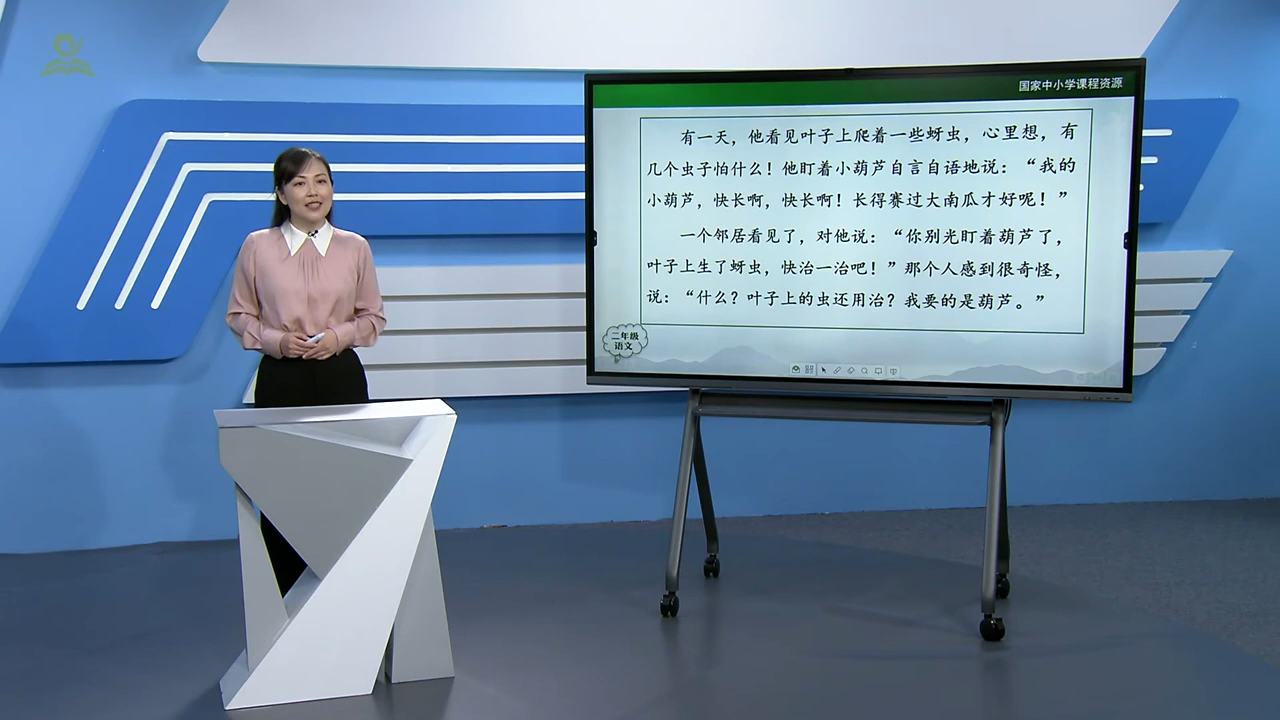 国家中小学课程资源
有一天，他看见叶子上爬着一些蚜虫，心里想，有
几个虫子怕什么！他盯着小葫芦自言自语地说：“我的
小葫芦，快长啊，快长啊！长得赛过大南瓜才好呢！”
一个邻居看见了，对他说：“你别光盯着葫芦了，
叶子上生了蚜虫，快治一治吧！”那个人感到很奇怪，
说：“什么？叶子上的虫还用治？我要的是葫芦。”
二年级
语文